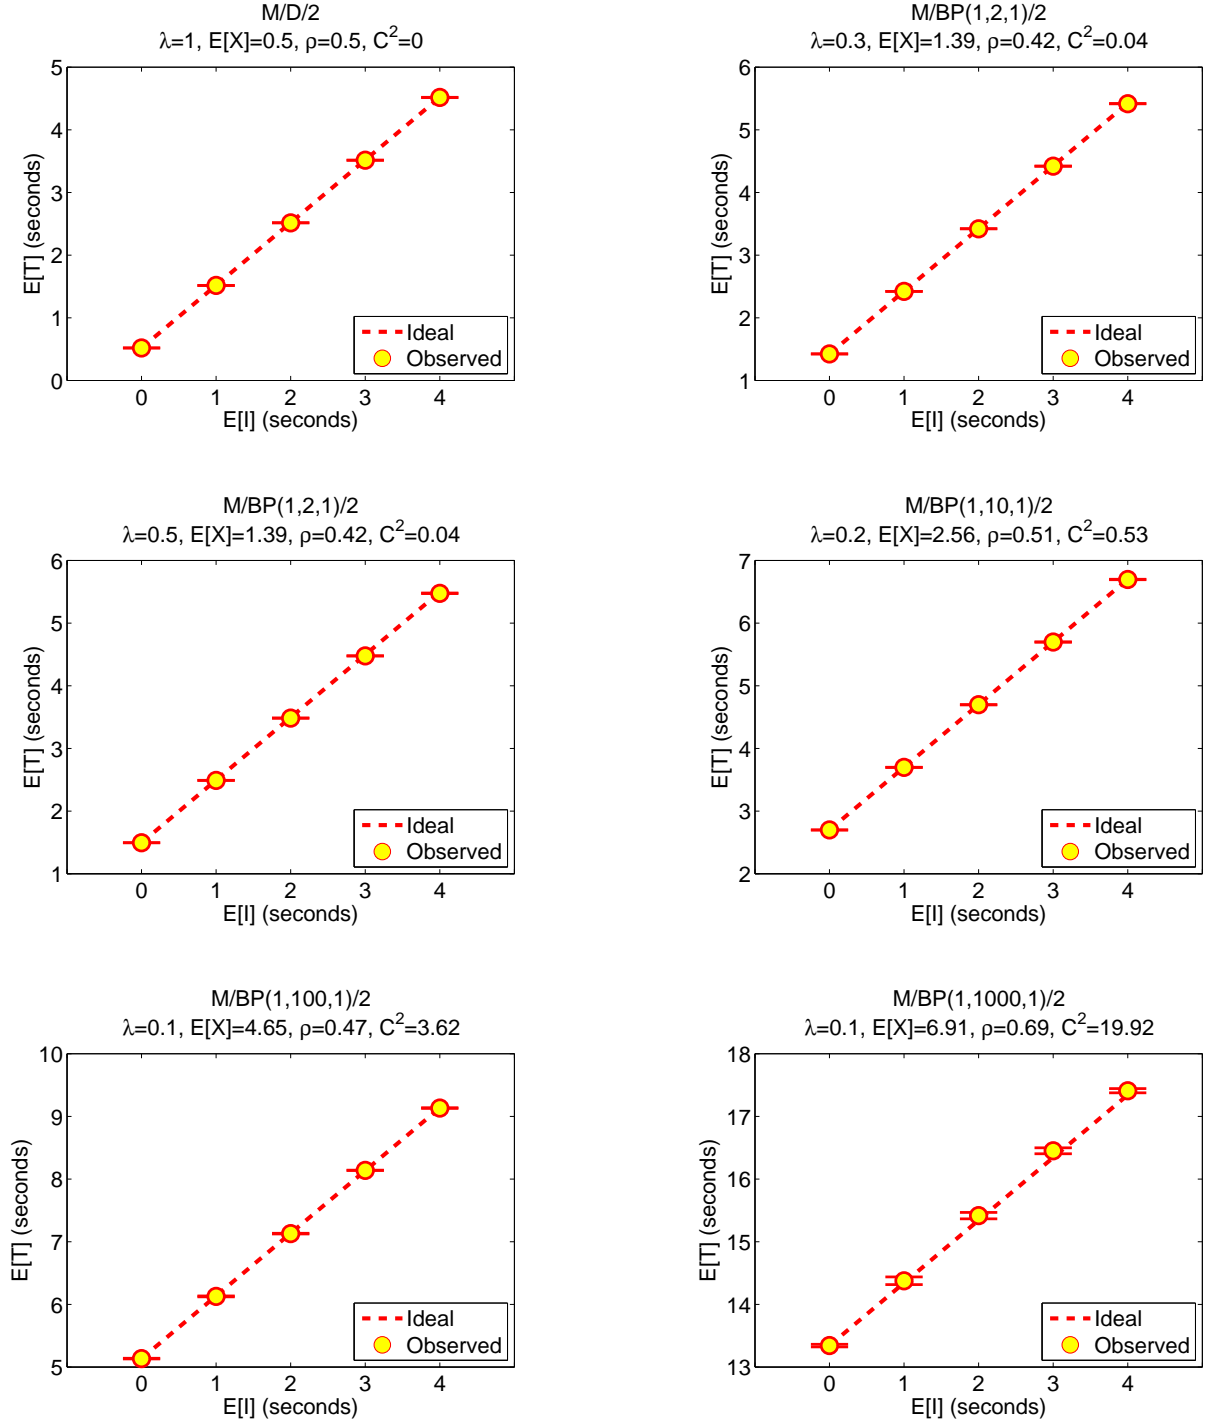 M/D/2
λ=1, E[X]=0.5, ρ=0.5, C²=0
5
4
3
2
1
0
E[T] (seconds)
0 1 2 3 4
E[I] (seconds)
Ideal
Observed
M/BP(1,2,1)/2
λ=0.3, E[X]=1.39, ρ=0.42, C²=0.04
6
5
4
3
2
1
E[T] (seconds)
0 1 2 3 4
E[I] (seconds)
Ideal
Observed
M/BP(1,2,1)/2
λ=0.5, E[X]=1.39, ρ=0.42, C²=0.04
6
5
4
3
2
1
E[T] (seconds)
0 1 2 3 4
E[I] (seconds)
Ideal
Observed
M/BP(1,10,1)/2
λ=0.2, E[X]=2.56, ρ=0.51, C²=0.53
7
6
5
4
3
2
E[T] (seconds)
0 1 2 3 4
E[I] (seconds)
Ideal
Observed
M/BP(1,100,1)/2
λ=0.1, E[X]=4.65, ρ=0.47, C²=3.62
10
9
8
7
6
5
E[T] (seconds)
0 1 2 3 4
E[I] (seconds)
Ideal
Observed
M/BP(1,1000,1)/2
λ=0.1, E[X]=6.91, ρ=0.69, C²=19.92
18
17
16
15
14
13
E[T] (seconds)
0 1 2 3 4
E[I] (seconds)
Ideal
Observed